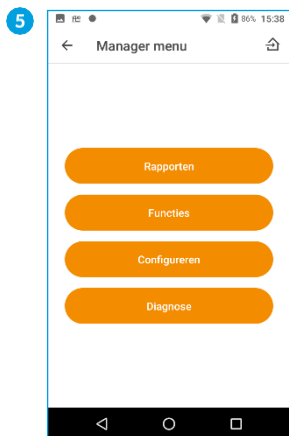 5
86% 15:38
Manager menu
Rapporten
Functies
Configureren
Diagnose